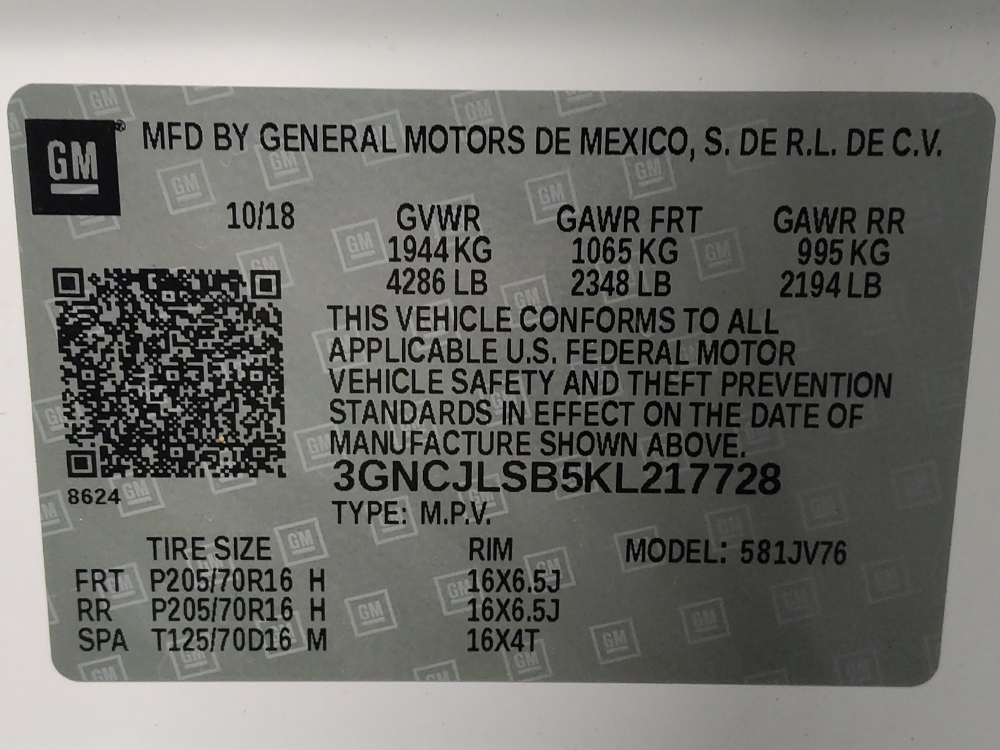 GM
MFD BY GENERAL MOTORS DE MEXICO, S. DE R.L. DE C.V.
10/18 GVWR GAWR FRT GAWR RR
1944 KG 1065 KG 995 KG
4286 LB 2348 LB 2194 LB
THIS VEHICLE CONFORMS TO ALL
APPLICABLE U.S. FEDERAL MOTOR
VEHICLE SAFETY AND THEFT PREVENTION
STANDARDS IN EFFECT ON THE DATE OF
MANUFACTURE SHOWN ABOVE.
3GNCJLSB5KL217728
8624
TYPE: M.P.V.
TIRE SIZE RIM MODEL: 581JV76
FRT P205/70R16 H 16X6.5J
RR P205/70R16 H 16X6.5J
SPA T125/70D16 M 16X4T